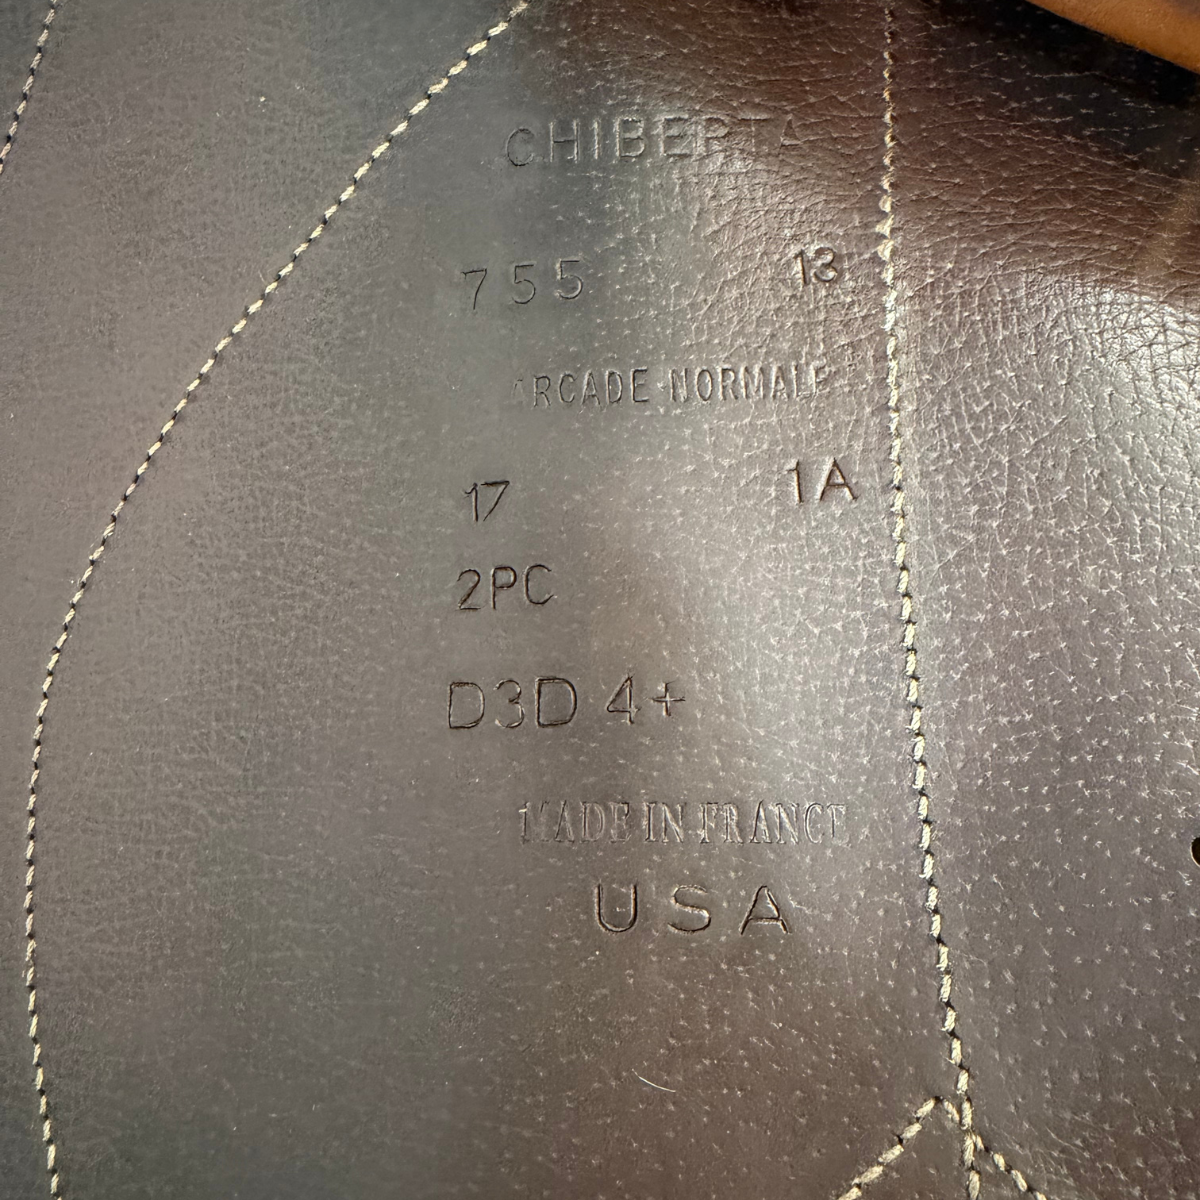 CHIBERTA
755 13
ARCADE NORMALE
17 1A
2PC
D3D 4+
MADE IN FRANCE
USA